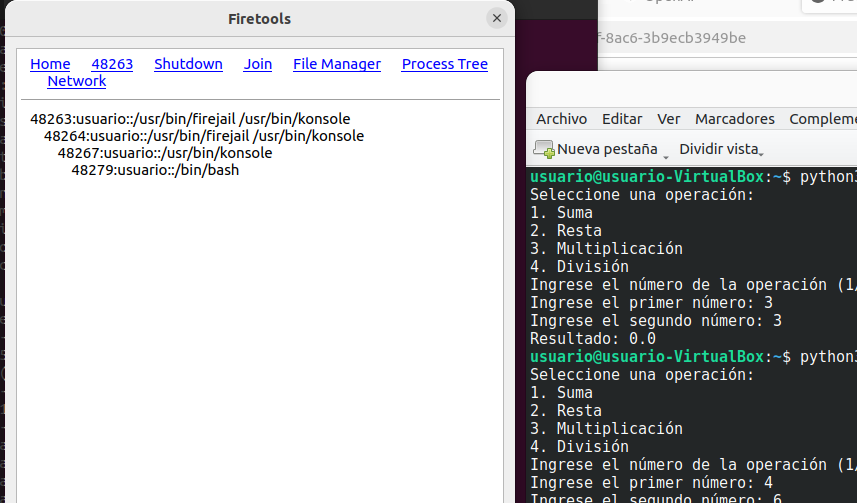 Firetools
Home 48263 Shutdown Join File Manager Process Tree
Network
48263:usuario::/usr/bin/firejail /usr/bin/konsole
48264:usuario::/usr/bin/firejail /usr/bin/konsole
48267:usuario::/usr/bin/konsole
48279:usuario::/bin/bash
f-8ac6-3b9ecb3949be
Archivo Editar Ver Marcadores Compleme
Nueva pestaña Dividir vista
usuario@usuario-VirtualBox:~$ python3
Seleccione una operación:
1. Suma
2. Resta
3. Multiplicación
4. División
Ingrese el número de la operación (1/
Ingrese el primer número: 3
Ingrese el segundo número: 3
Resultado: 0.0
usuario@usuario-VirtualBox:~$ python3
Seleccione una operación:
1. Suma
2. Resta
3. Multiplicación
4. División
Ingrese el número de la operación (1/
Ingrese el primer número: 4
Ingrese el segundo número: 6